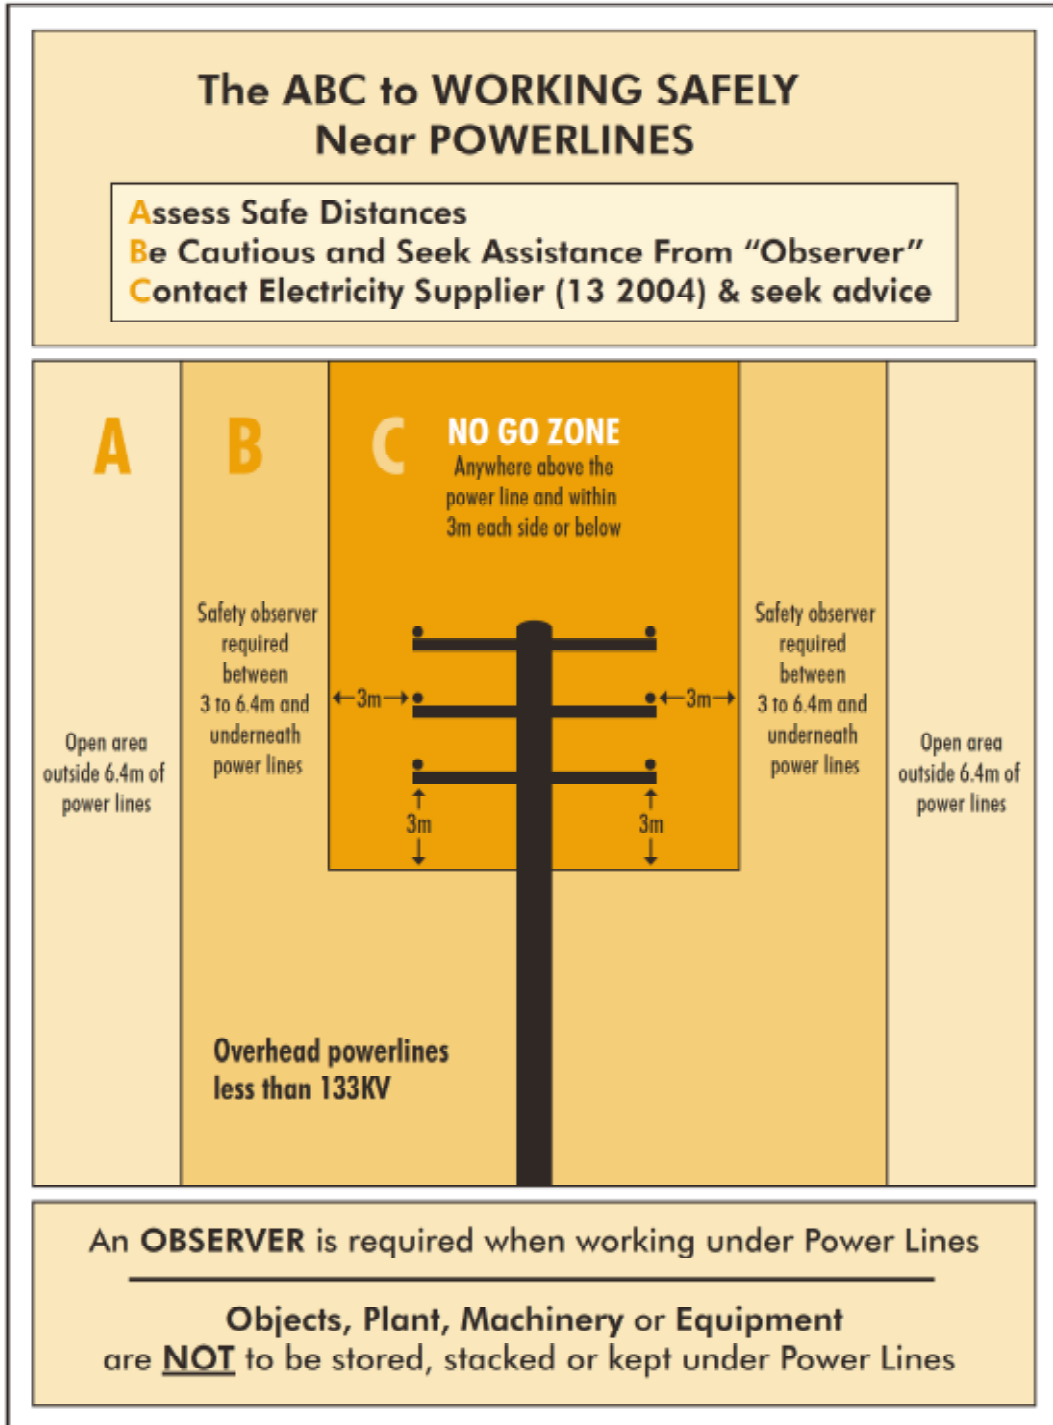 The ABC to WORKING SAFELY
Near POWERLINES
Assess Safe Distances
Be Cautious and Seek Assistance From “Observer”
Contact Electricity Supplier (13 2004) & seek advice
A
B
C
NO GO ZONE
Anywhere above the
power line and within
3m each side or below
Safety observer
required
between
3 to 6.4m and
underneath
power lines
Safety observer
required
between
3 to 6.4m and
underneath
power lines
3m
3m
Open area
outside 6.4m of
power lines
Open area
outside 6.4m of
power lines
3m
3m
Overhead powerlines
less than 133KV
An OBSERVER is required when working under Power Lines
Objects, Plant, Machinery or Equipment
are NOT to be stored, stacked or kept under Power Lines